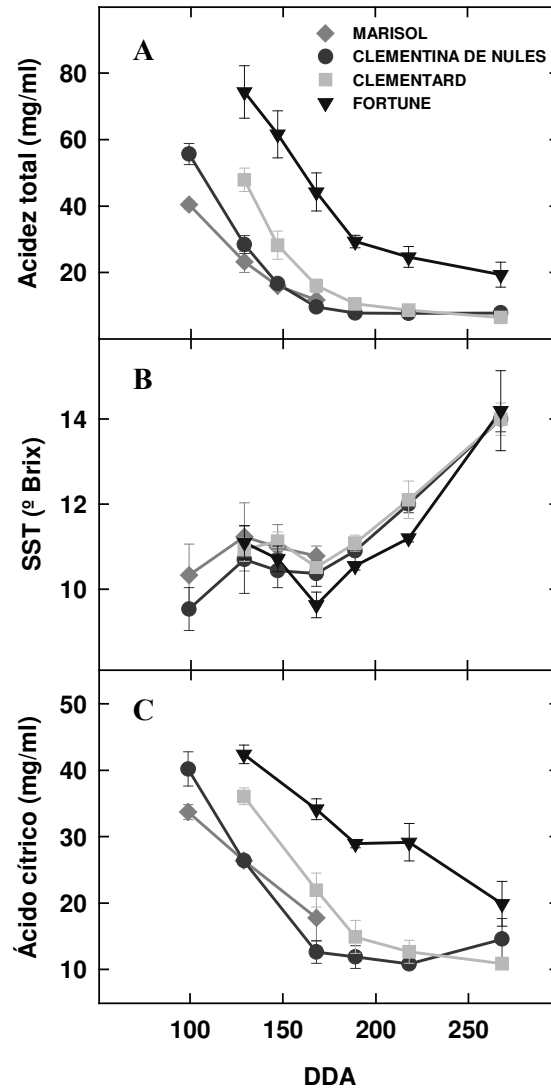 A
MARISOL
CLEMENTINA DE NULES
CLEMENTARD
FORTUNE
80
60
40
20
Acidez total (mg/ml)
B
14
12
10
SST (º Brix)
C
50
40
30
20
10
Ácido cítrico (mg/ml)
100 150 200 250
DDA